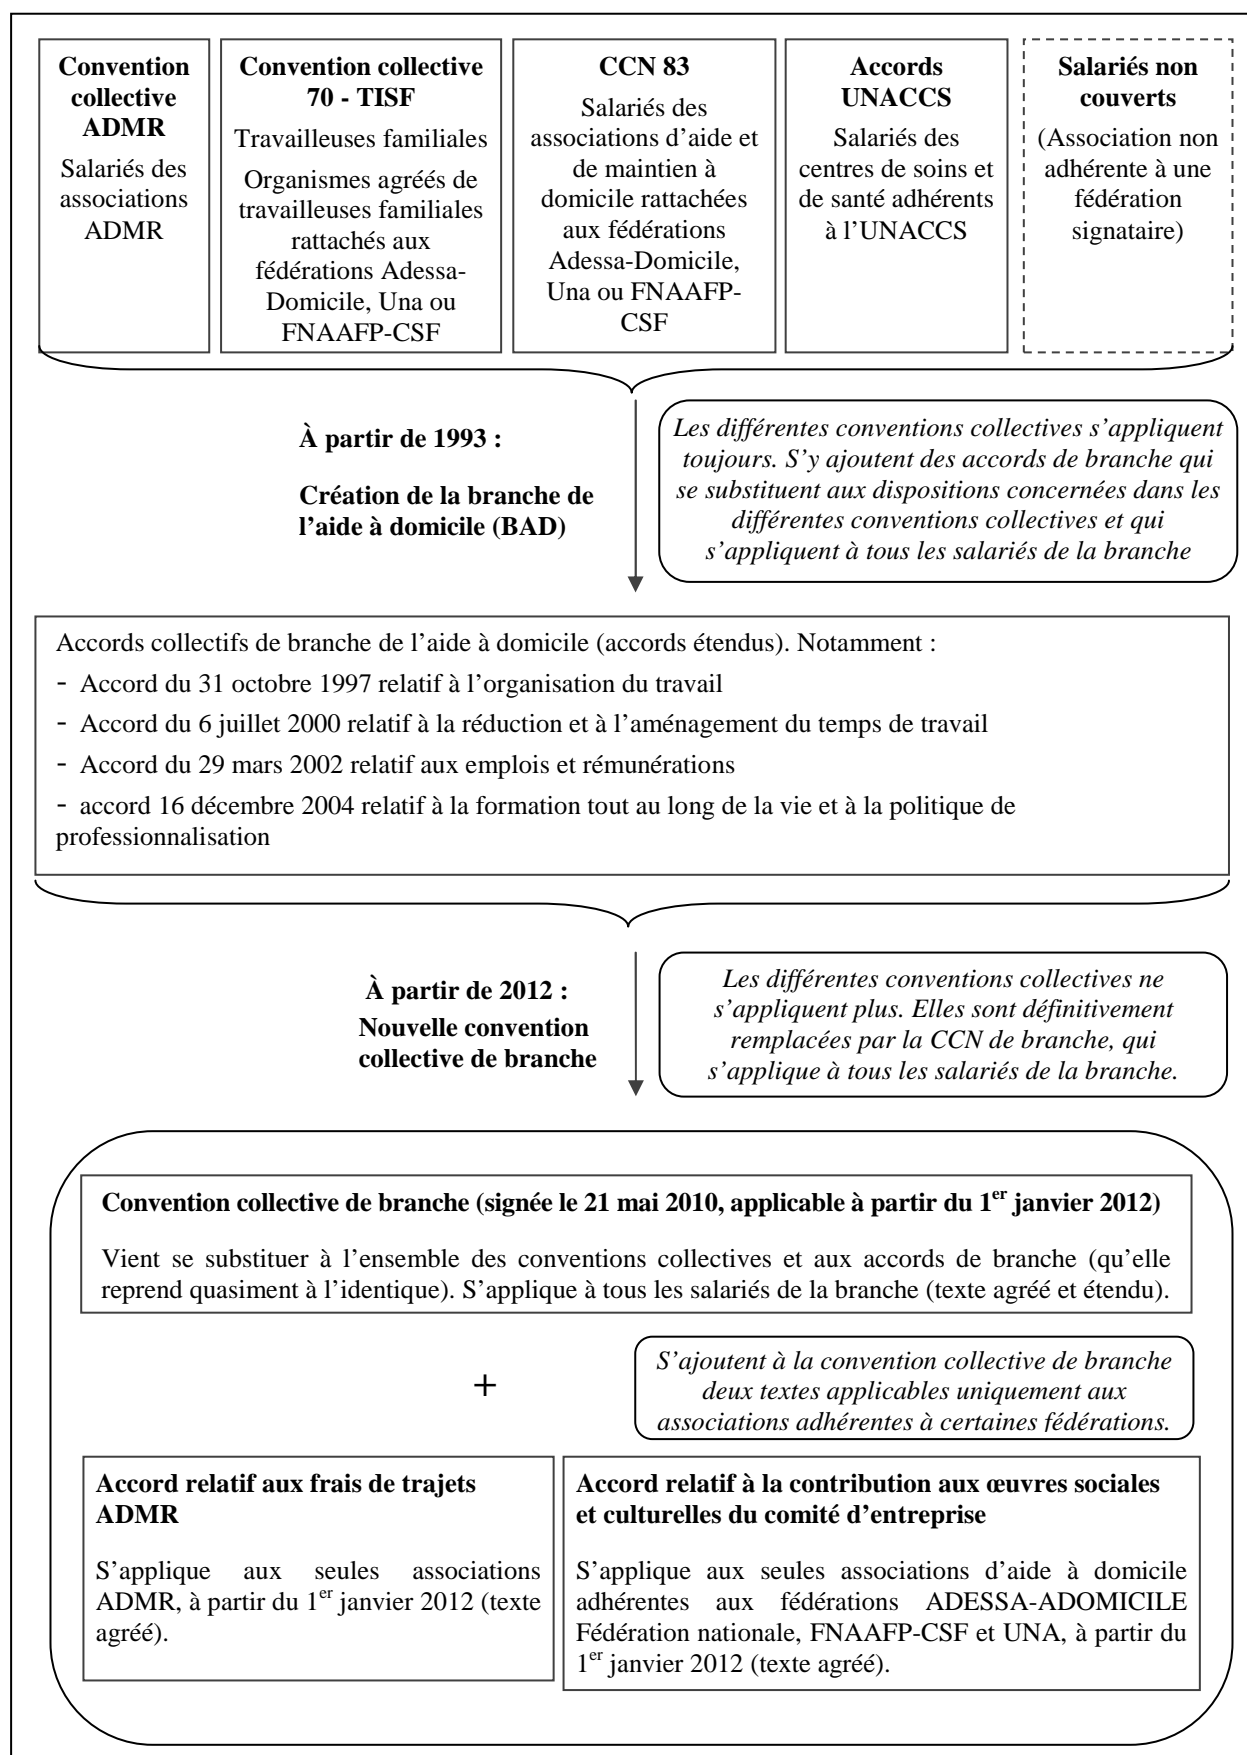 Convention
collective
ADMR
Salariés des
associations
ADMR
Convention collective
70 - TISF
Travailleuses familiales
Organismes agréés de
travailleuses familiales
rattachés aux
fédérations Adessa-
Domicile, Una ou
FNAAFP-CSF
CCN 83
Salariés des
associations d’aide et
de maintien à
domicile rattachées
aux fédérations
Adessa-Domicile,
Una ou FNAAFP-
CSF
Accords
UNACCS
Salariés des
centres de soins et
de santé adhérents
à l’UNACCS
Salariés non
couverts
(Association non
adhérente à une
fédération
signataire)
À partir de 1993 :
Création de la branche de
l’aide à domicile (BAD)
Les différentes conventions collectives s’appliquent
toujours. S’y ajoutent des accords de branche qui
se substituent aux dispositions concernées dans les
différentes conventions collectives et qui
s’appliquent à tous les salariés de la branche
Accords collectifs de branche de l’aide à domicile (accords étendus). Notamment :
- Accord du 31 octobre 1997 relatif à l’organisation du travail
- Accord du 6 juillet 2000 relatif à la réduction et à l’aménagement du temps de travail
- Accord du 29 mars 2002 relatif aux emplois et rémunérations
- accord 16 décembre 2004 relatif à la formation tout au long de la vie et à la politique de
professionnalisation
À partir de 2012 :
Nouvelle convention
collective de branche
Les différentes conventions collectives ne
s’appliquent plus. Elles sont définitivement
remplacées par la CCN de branche, qui
s’applique à tous les salariés de la branche.
Convention collective de branche (signée le 21 mai 2010, applicable à partir du 1er janvier 2012)
Vient se substituer à l’ensemble des conventions collectives et aux accords de branche (qu’elle
reprend quasiment à l’identique). S’applique à tous les salariés de la branche (texte agréé et étendu).
+
S’ajoutent à la convention collective de branche
deux textes applicables uniquement aux
associations adhérentes à certaines fédérations.
Accord relatif aux frais de trajets
ADMR
S’applique aux seules associations
ADMR, à partir du 1er janvier 2012 (texte
agréé).
Accord relatif à la contribution aux œuvres sociales
et culturelles du comité d’entreprise
S’applique aux seules associations d’aide à domicile
adhérentes aux fédérations ADESSA-ADOMICILE
Fédération nationale, FNAAFP-CSF et UNA, à partir du
1er janvier 2012 (texte agréé).